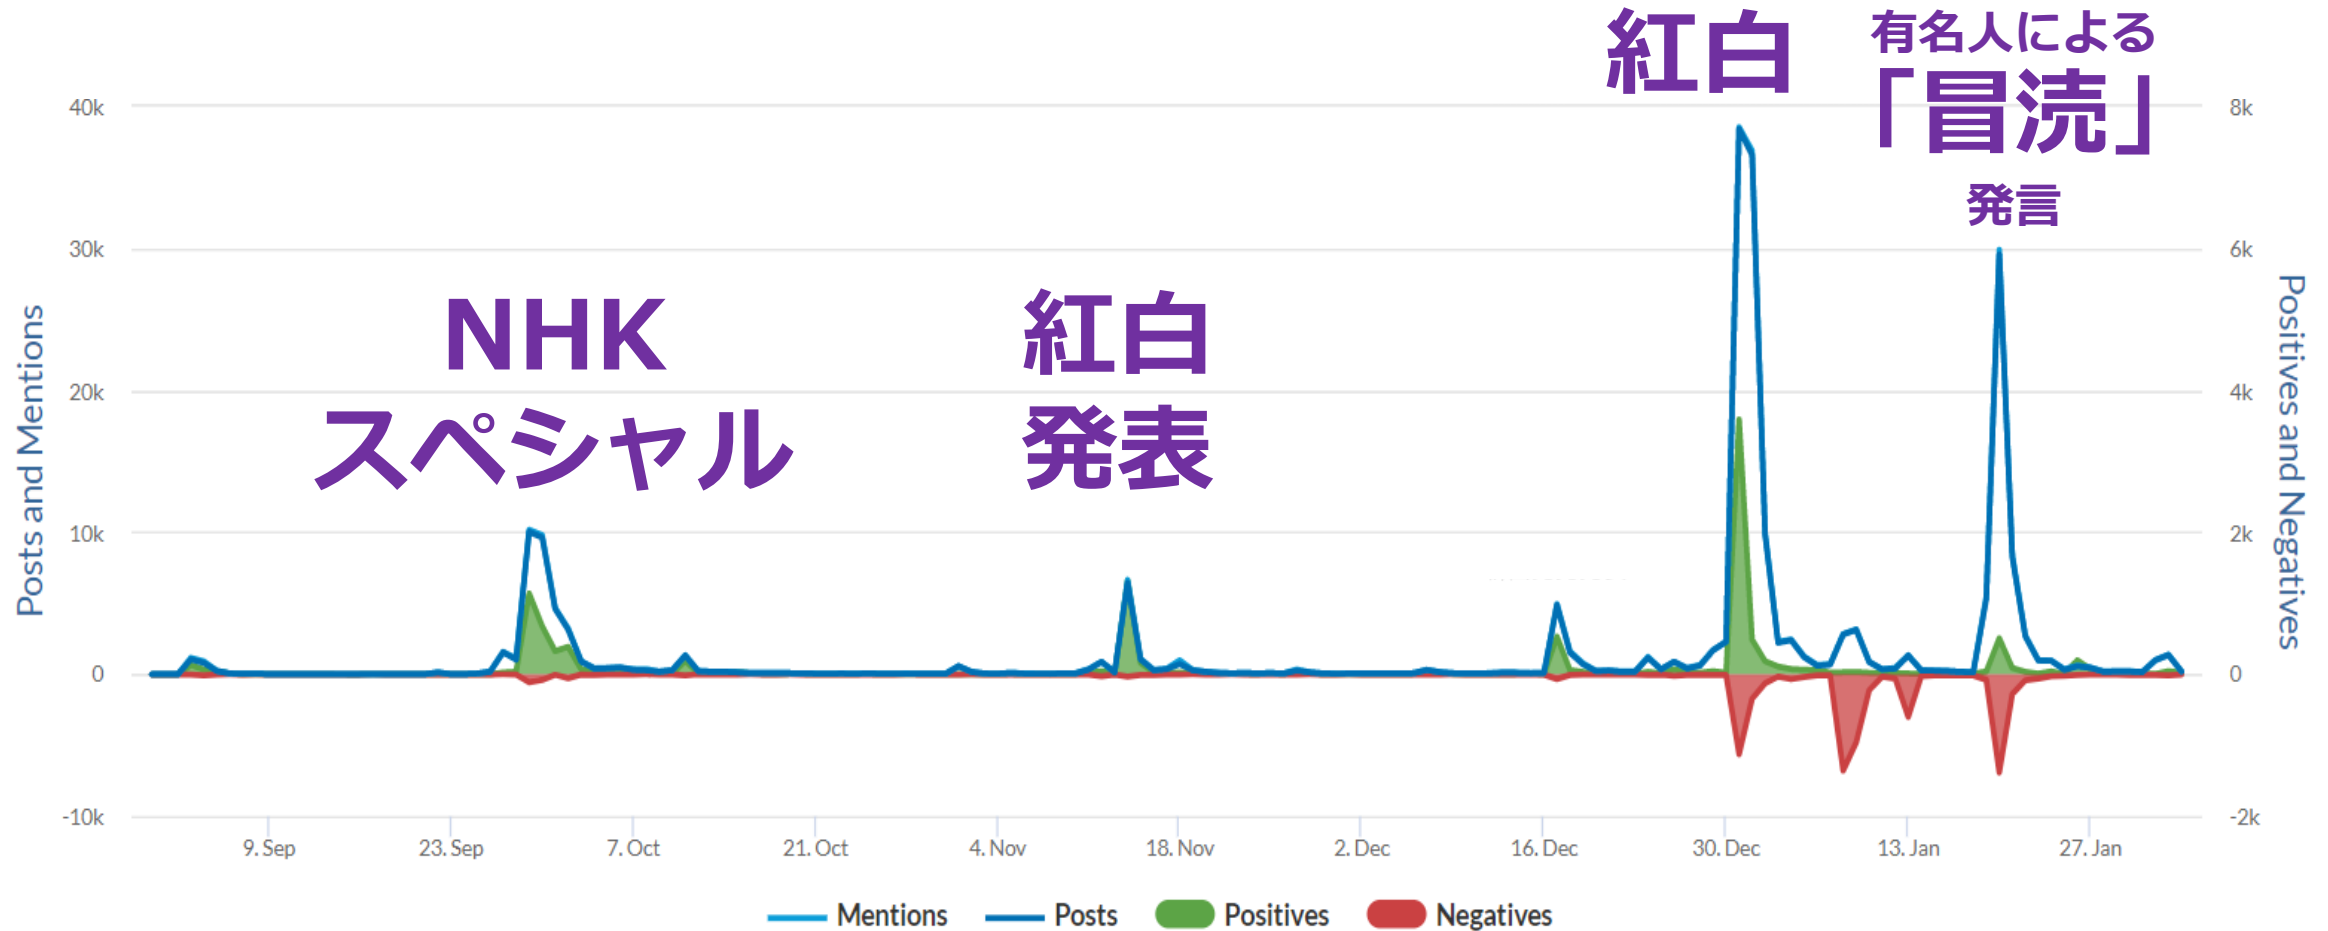 紅白
有名人による
「冒涜」
発言
NHK
スペシャル
紅白
発表
40k
30k
20k
10k
0
-10k
8k
6k
4k
2k
0
-2k
Posts and Mentions
Positives and Negatives
9. Sep
23. Sep
7. Oct
21. Oct
4. Nov
18. Nov
2. Dec
16. Dec
30. Dec
13. Jan
27. Jan
Mentions
Posts
Positives
Negatives